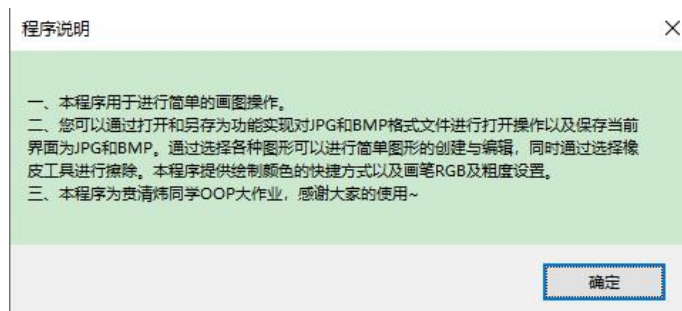 程序说明
一、本程序用于进行简单的画图操作。
二、您可以通过打开和另存为功能实现对JPG和BMP格式文件进行打开操作以及保存当前
界面为JPG和BMP。通过选择各种图形可以进行简单图形的创建与编辑，同时通过选择橡
皮工具进行擦除。本程序提供绘制颜色的快捷方式以及画笔RGB及粗度设置。
三、本程序为贲清炜同学OOP大作业，感谢大家的使用~
确定